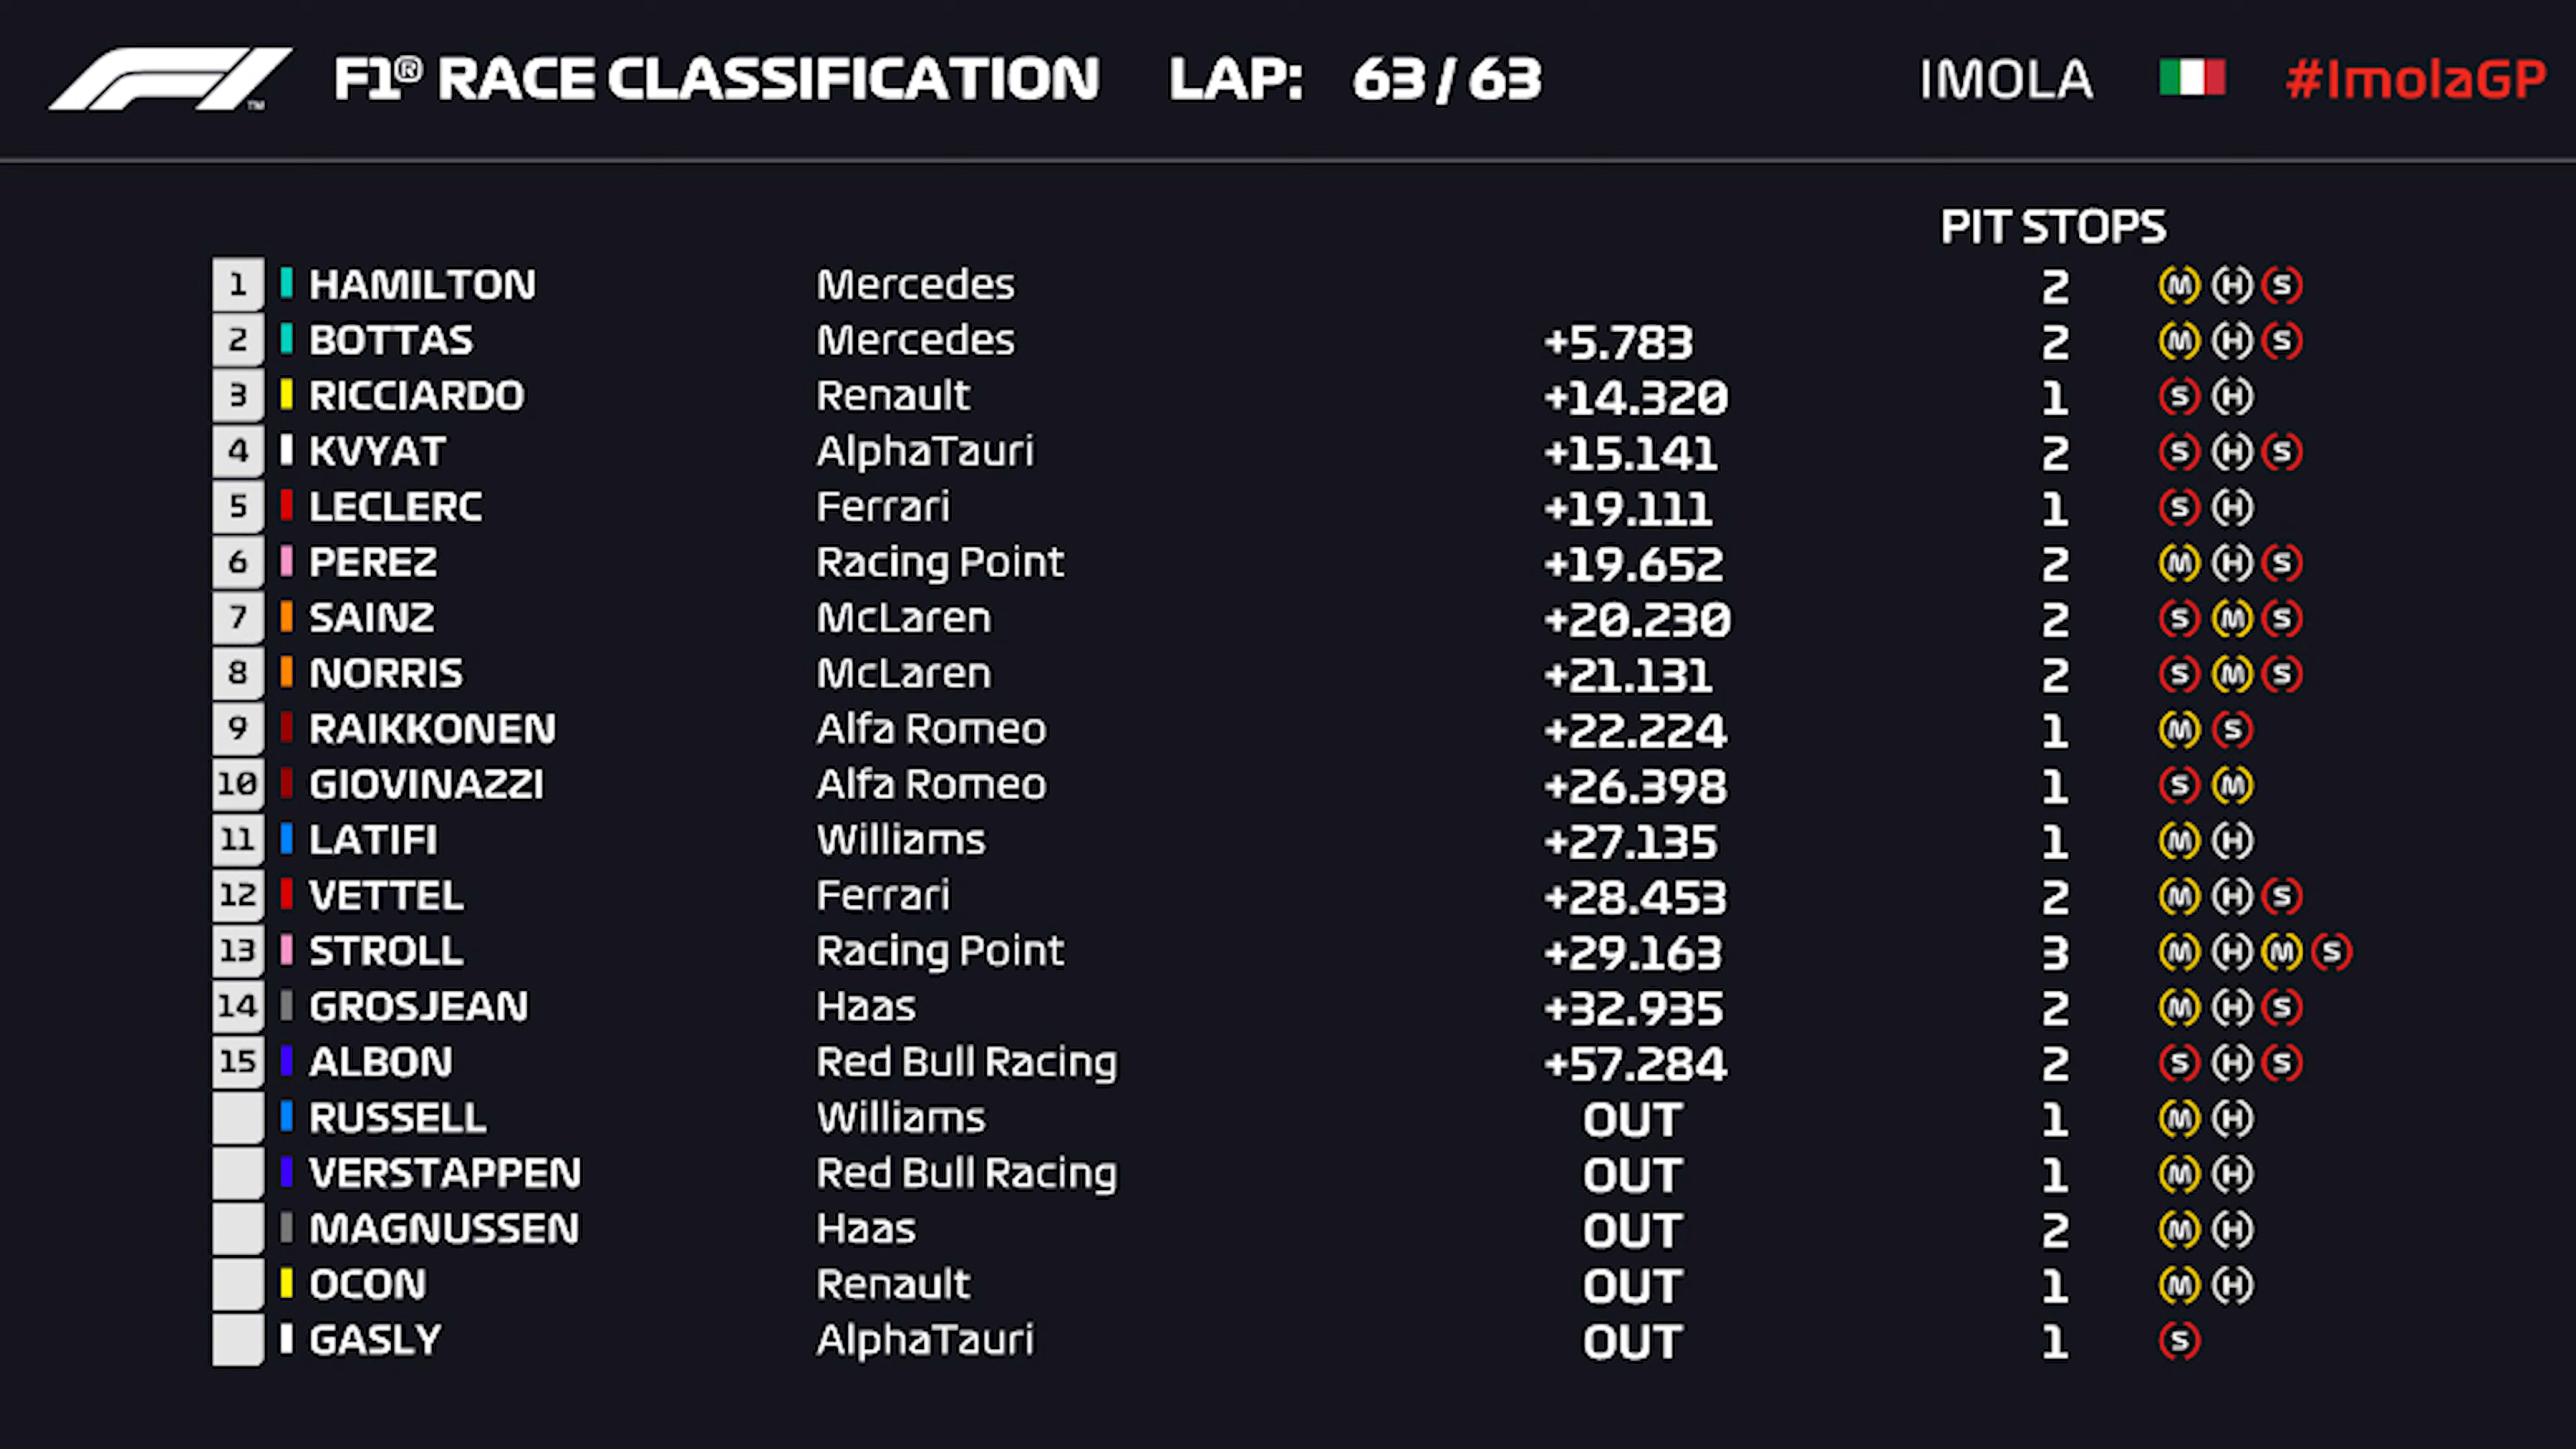 F1® RACE CLASSIFICATION LAP: 63 / 63 IMOLA #ImolaGP
PIT STOPS
1 HAMILTON Mercedes 2 M H S
2 BOTTAS Mercedes +5.783 2 M H S
3 RICCIARDO Renault +14.320 1 S H
4 KVYAT AlphaTauri +15.141 2 S H S
5 LECLERC Ferrari +19.111 1 S H
6 PEREZ Racing Point +19.652 2 M H S
7 SAINZ McLaren +20.230 2 S M S
8 NORRIS McLaren +21.131 2 S M S
9 RAIKKONEN Alfa Romeo +22.224 1 M S
10 GIOVINAZZI Alfa Romeo +26.398 1 S M
11 LATIFI Williams +27.135 1 M H
12 VETTEL Ferrari +28.453 2 M H S
13 STROLL Racing Point +29.163 3 M H M S
14 GROSJEAN Haas +32.935 2 M H S
15 ALBON Red Bull Racing +57.284 2 S H S
RUSSELL Williams OUT 1 M H
VERSTAPPEN Red Bull Racing OUT 1 M H
MAGNUSSEN Haas OUT 2 M H
OCON Renault OUT 1 M H
GASLY AlphaTauri OUT 1 S